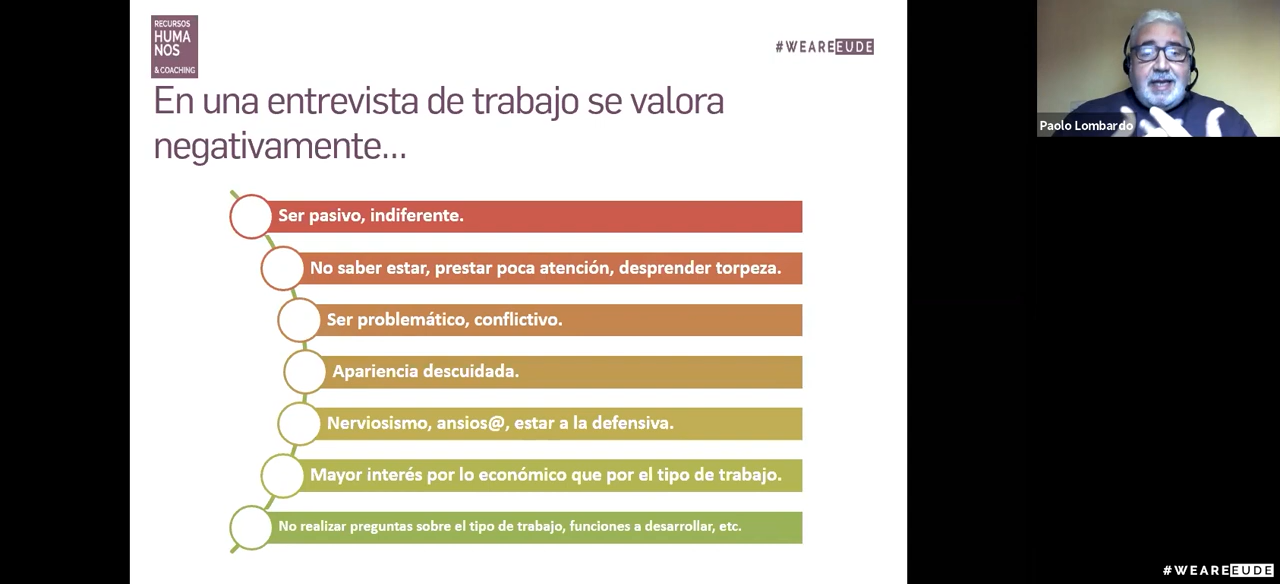 RECURSOS
HUMA
NOS
& COACHING
#WEAREEUDE
En una entrevista de trabajo se valora
negativamente...
Ser pasivo, indiferente.
No saber estar, prestar poca atención, desprender torpeza.
Ser problemático, conflictivo.
Apariencia descuidada.
Nerviosismo, ansios@, estar a la defensiva.
Mayor interés por lo económico que por el tipo de trabajo.
No realizar preguntas sobre el tipo de trabajo, funciones a desarrollar, etc.
Paolo Lombardo
#WEAREEUDE